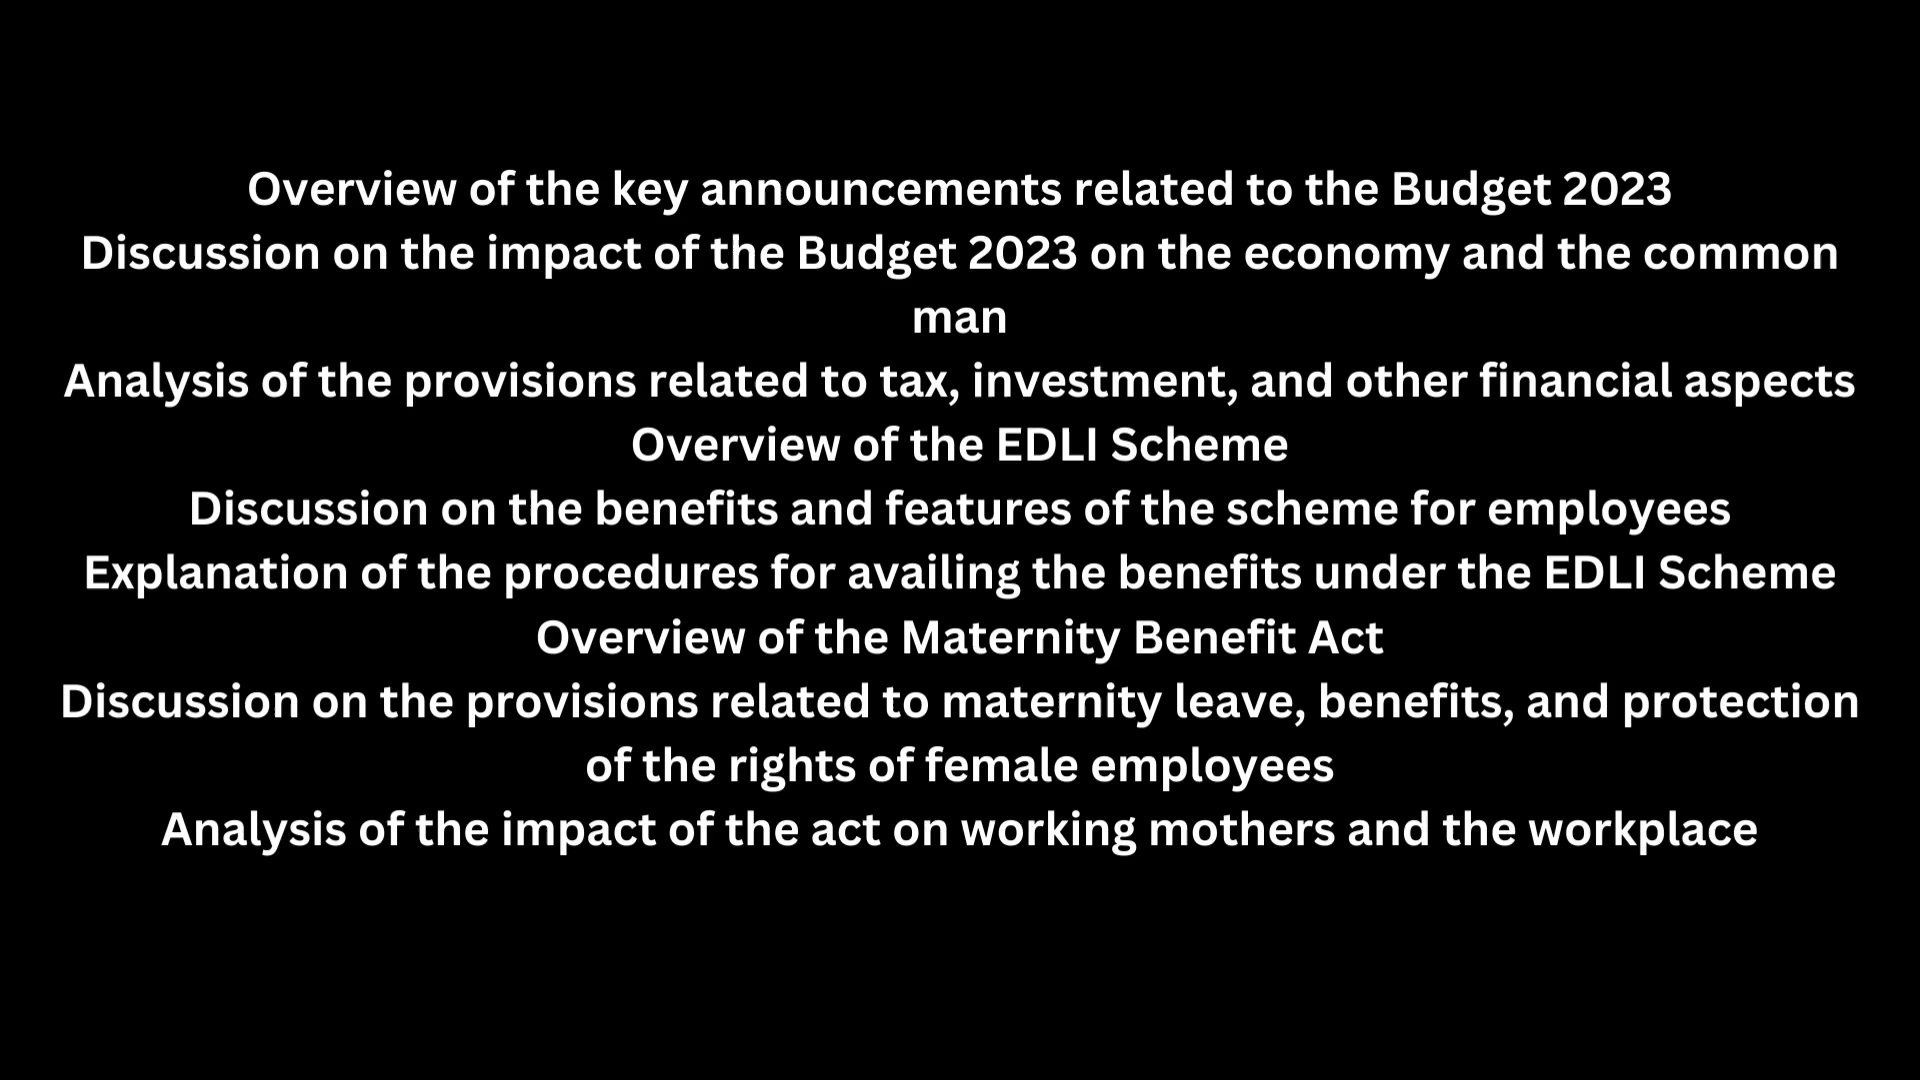 Overview of the key announcements related to the Budget 2023
Discussion on the impact of the Budget 2023 on the economy and the common
man
Analysis of the provisions related to tax, investment, and other financial aspects
Overview of the EDLI Scheme
Discussion on the benefits and features of the scheme for employees
Explanation of the procedures for availing the benefits under the EDLI Scheme
Overview of the Maternity Benefit Act
Discussion on the provisions related to maternity leave, benefits, and protection
of the rights of female employees
Analysis of the impact of the act on working mothers and the workplace